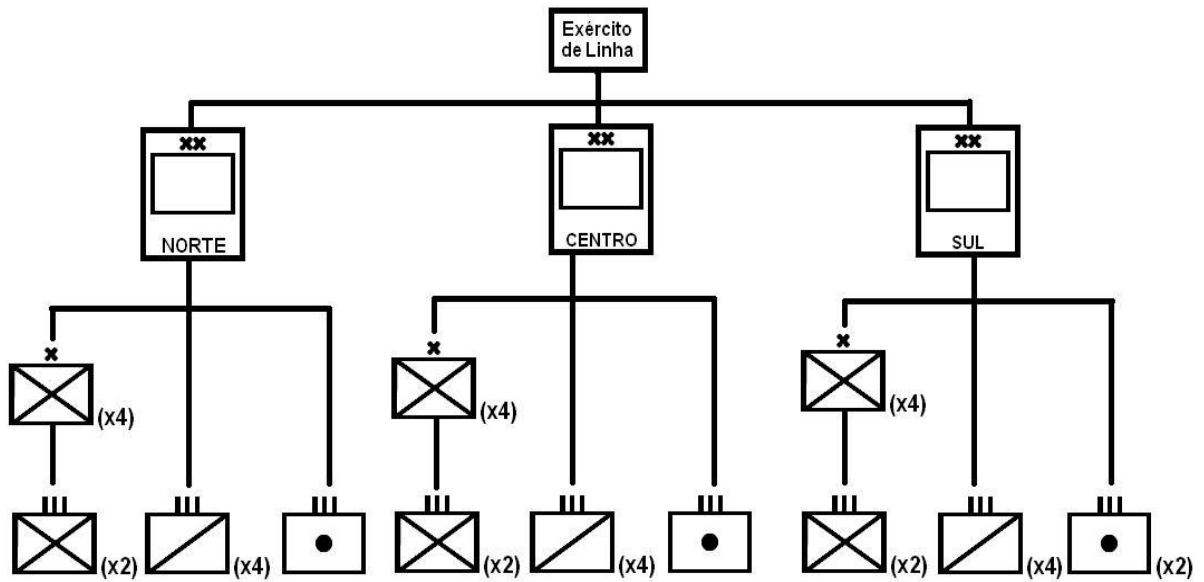 Exército
de Linha
XX
XX
XX
NORTE
CENTRO
SUL
X
(x4)
X
(x4)
X
(x4)
III
(x2)
III
(x4)
III
III
(x2)
III
(x4)
III
III
(x2)
III
(x4)
III
(x2)